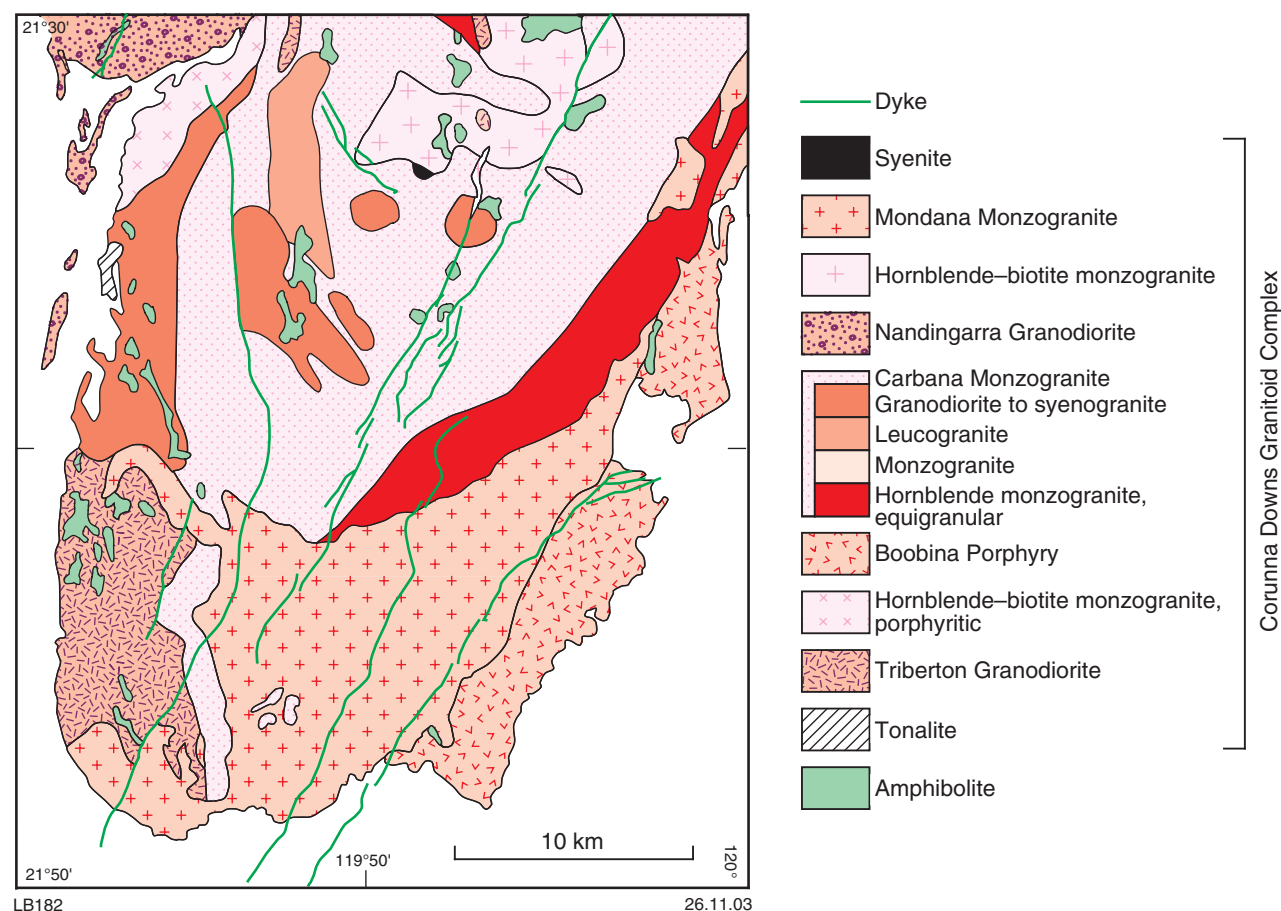 21°30'
21°50'
119°50'
120°
10 km
LB182
26.11.03
Dyke
Syenite
Mondana Monzogranite
Hornblende–biotite monzogranite
Nandingarra Granodiorite
Carbana Monzogranite
Granodiorite to syenogranite
Leucogranite
Monzogranite
Hornblende monzogranite,
equigranular
Boobina Porphyry
Hornblende–biotite monzogranite,
porphyritic
Triberton Granodiorite
Tonalite
Amphibolite
Corunna Downs Granitoid Complex